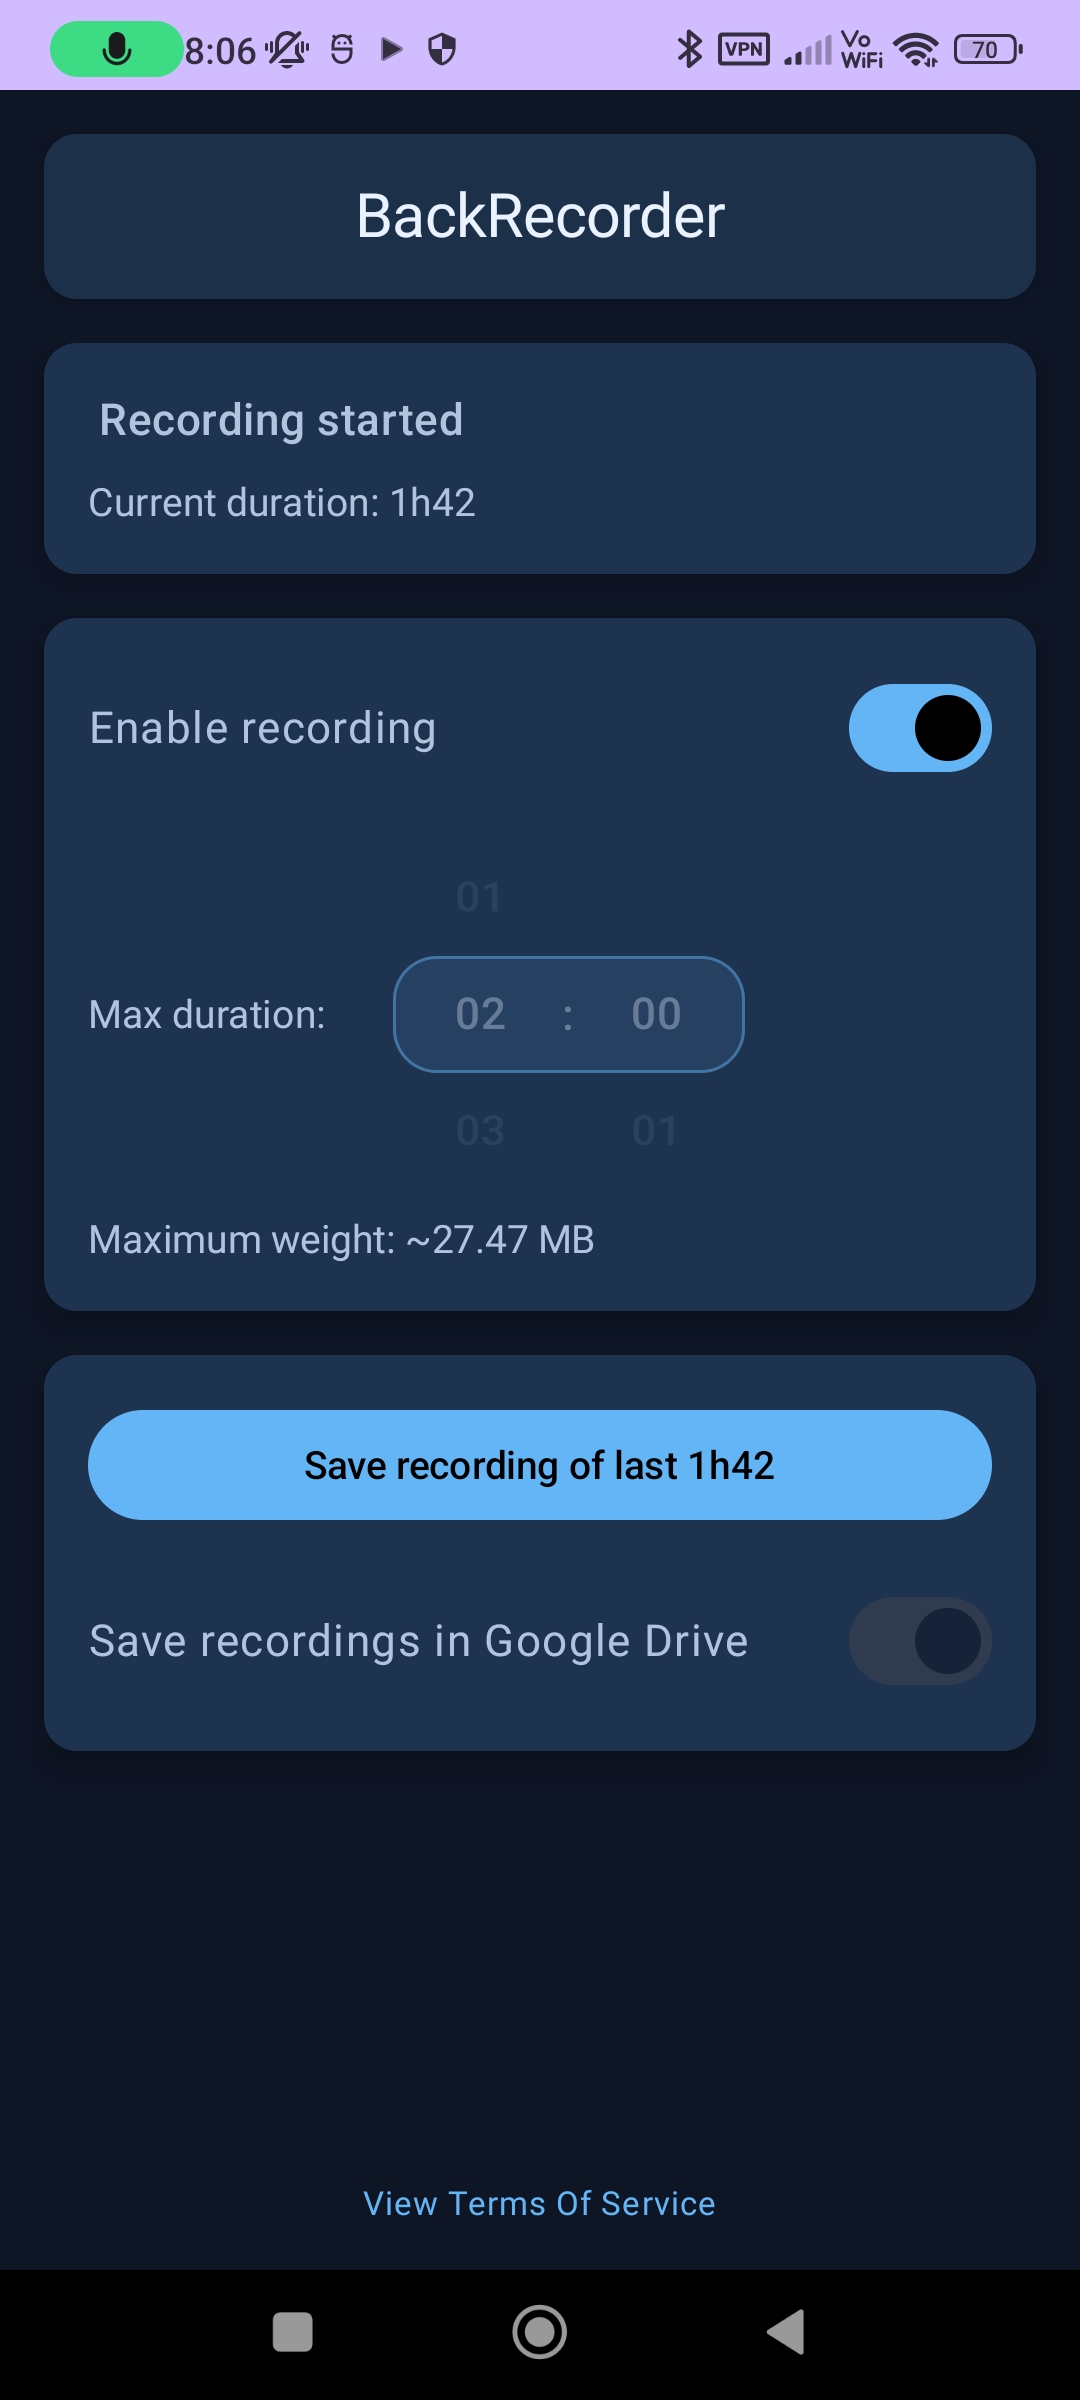 8:06 VPN Vo WiFi 70
BackRecorder
Recording started
Current duration: 1h42
Enable recording
01
Max duration: 02 : 00
03 01
Maximum weight: ~27.47 MB
Save recording of last 1h42
Save recordings in Google Drive
View Terms Of Service